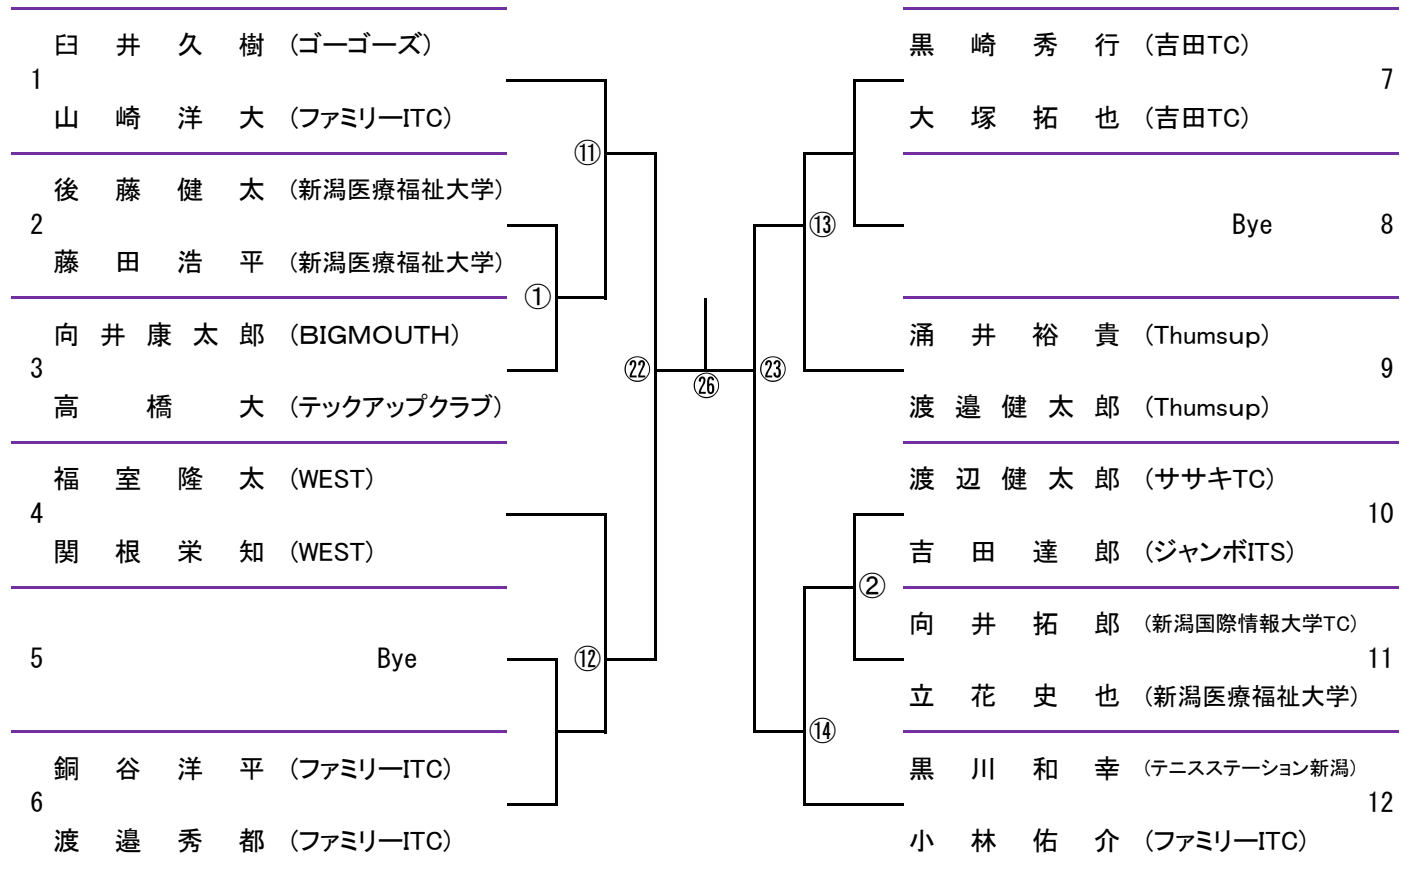 臼井久樹 (ゴーゴーズ)
1
山崎洋大 (ファミリーITC)
⑪
後藤健太 (新潟医療福祉大学)
2
藤田浩平 (新潟医療福祉大学)
①
向井康太郎 (BIGMOUTH)
3
高橋大 (テックアップクラブ)
㉒
福室隆太 (WEST)
4
関根栄知 (WEST)
5 Bye
⑫
銅谷洋平 (ファミリーITC)
6
渡邉秀都 (ファミリーITC)
㉖
黒崎秀行 (吉田TC)
7
大塚拓也 (吉田TC)
⑬
Bye 8
涌井裕貴 (Thumsup)
9
渡邉健太郎 (Thumsup)
㉓
渡辺健太郎 (ササキTC)
10
吉田達郎 (ジャンボITS)
②
向井拓郎 (新潟国際情報大学TC)
11
立花史也 (新潟医療福祉大学)
⑭
黒川和幸 (テニスステーション新潟)
12
小林佑介 (ファミリーITC)